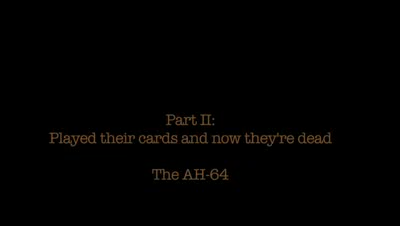 Part II:
Played their cards and now they're dead
The AH-64